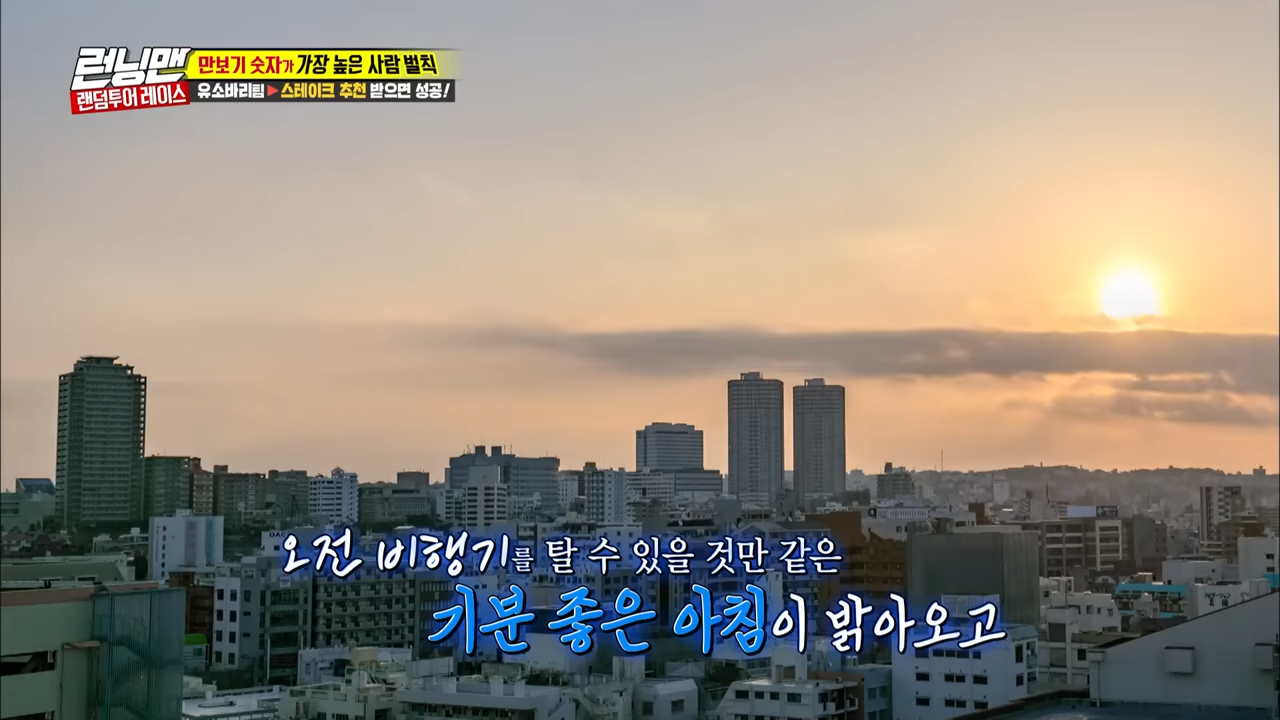 런닝맨
랜덤투어 레이스
만보기 숫자가 가장 높은 사람 벌칙
유소바리팀▶스테이크 추천 받으면 성공!
오전 비행기를 탈 수 있을 것만 같은
기분 좋은 아침이 밝아오고